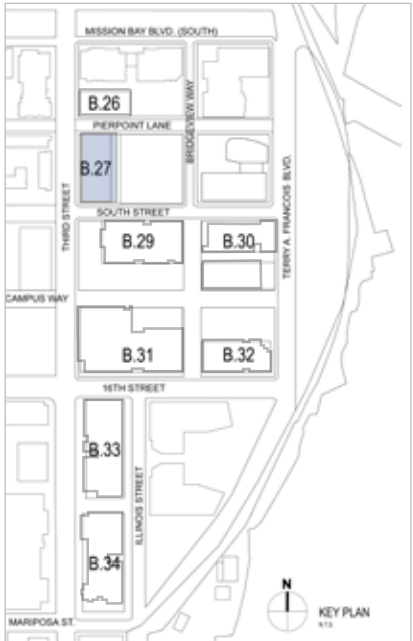 MISSION BAY BLVD. (SOUTH)
BRIDGEVIEW WAY
B.26
PIERPOINT LANE
B.27
THIRD STREET
SOUTH STREET
TERRY A. FRANCOIS BLVD.
B.29
B.30
CAMPUS WAY
B.31
B.32
16TH STREET
B.33
ILLINOIS STREET
B.34
N
KEY PLAN
N.T.S.
MARIPOSA ST.